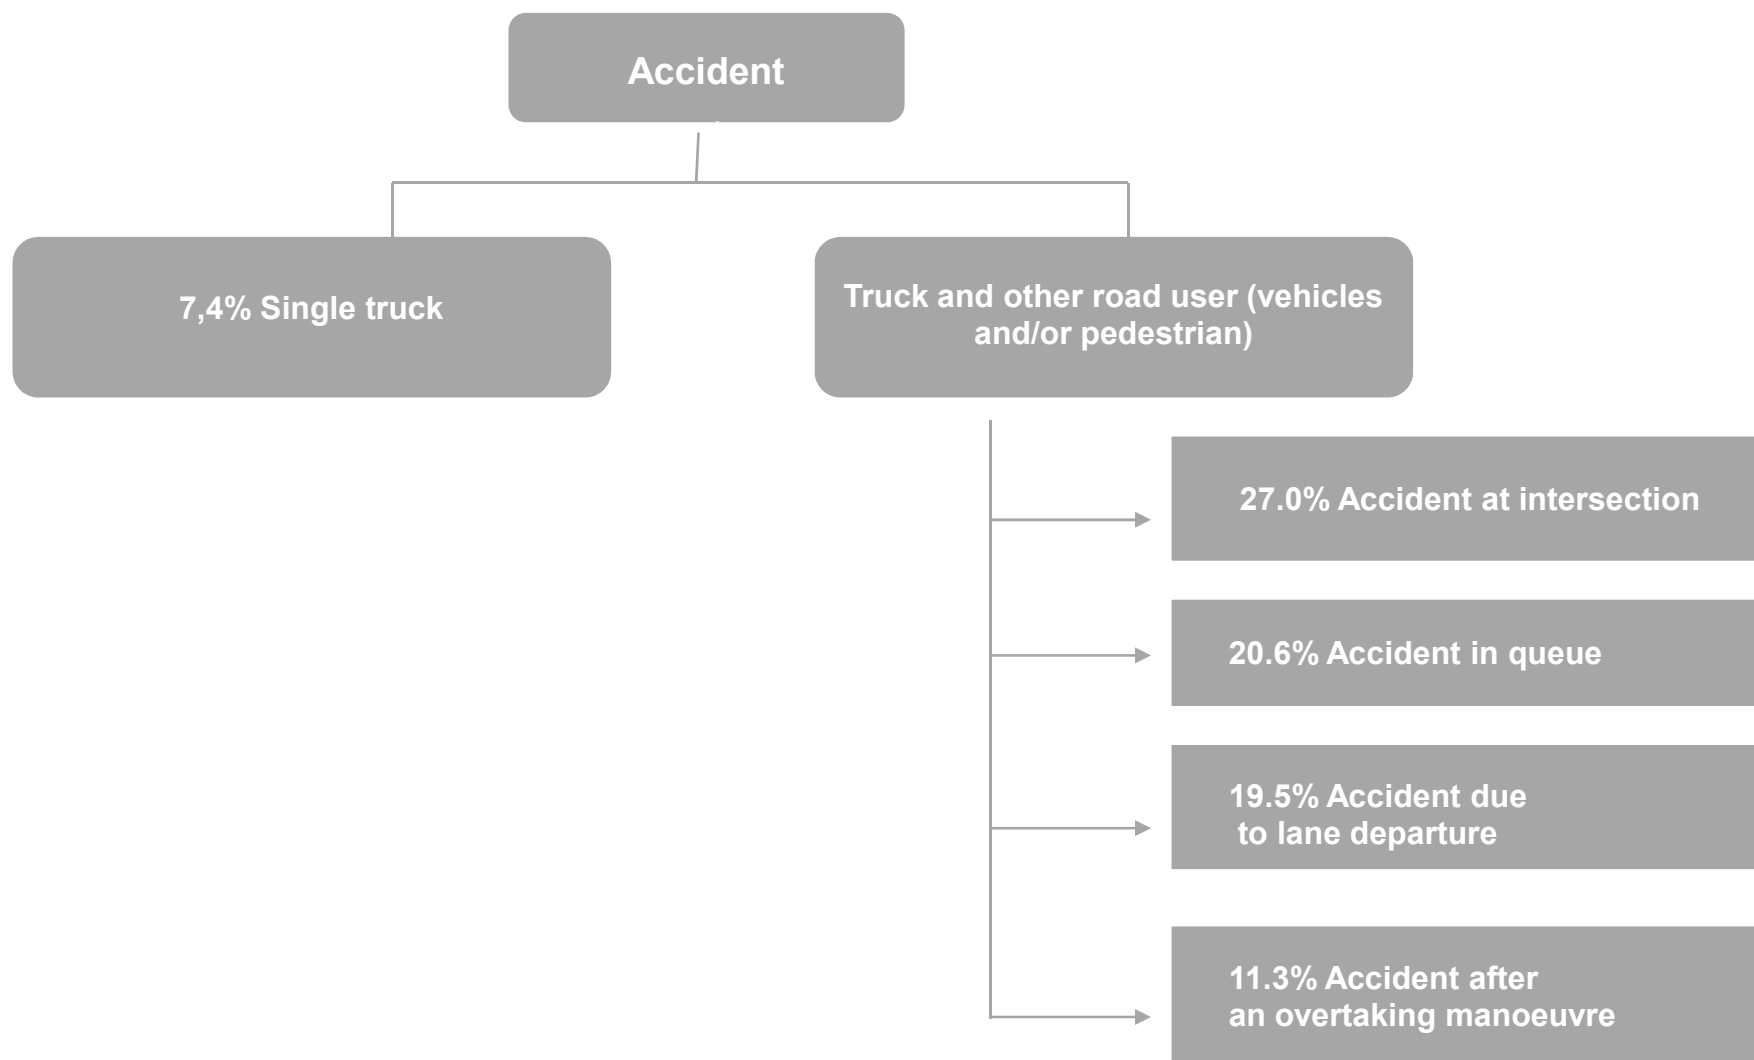 Accident
7,4% Single truck
Truck and other road user (vehicles
and/or pedestrian)
27.0% Accident at intersection
20.6% Accident in queue
19.5% Accident due
to lane departure
11.3% Accident after
an overtaking manoeuvre